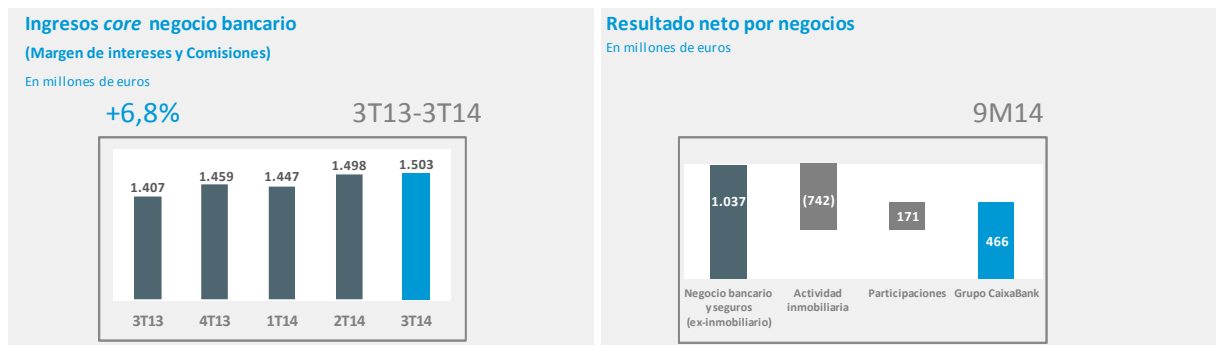 Ingresos core negocio bancario
(Margen de intereses y Comisiones)
En millones de euros
+6,8%
3T13-3T14
1.407
1.459
1.447
1.498
1.503
3T13
4T13
1T14
2T14
3T14
Resultado neto por negocios
En millones de euros
9M14
1.037
(742)
171
466
Negocio bancario
y seguros
(ex-inmobiliario)
Actividad
inmobiliaria
Participaciones
Grupo CaixaBank